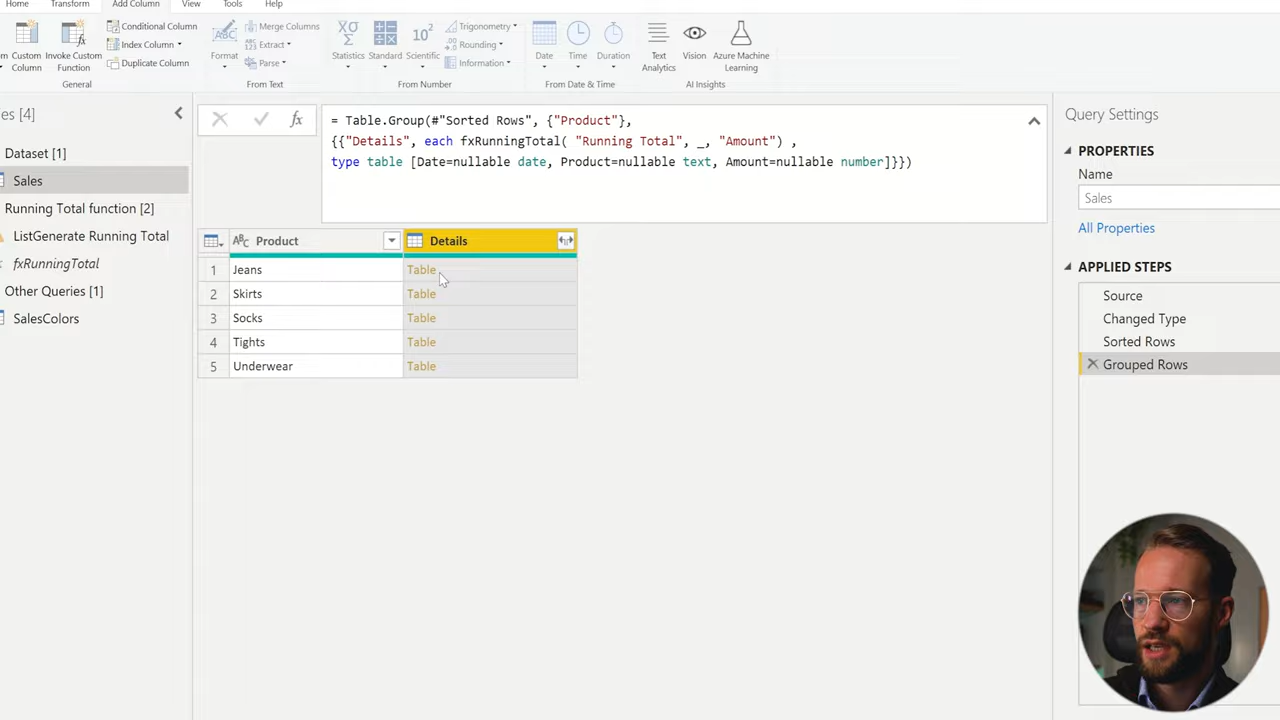 Home
Transform
Add Column
View
Tools
Help
Custom
Column
Invoke Custom
Function
Conditional Column
Index Column
Duplicate Column
General
Format
Merge Columns
Extract
Parse
From Text
Statistics
Standard
Scientific
Trigonometry
Rounding
Information
From Number
Date
Time
Duration
From Date & Time
Text
Analytics
Vision
Azure Machine
Learning
AI Insights
[4]
Dataset [1]
Sales
Running Total function [2]
ListGenerate Running Total
fxRunningTotal
Other Queries [1]
SalesColors
fx
= Table.Group(#"Sorted Rows", {"Product"},
{{"Details", each fxRunningTotal( "Running Total", _, "Amount") ,
type table [Date=nullable date, Product=nullable text, Amount=nullable number]}})
ABC Product
Details
1 Jeans Table
2 Skirts Table
3 Socks Table
4 Tights Table
5 Underwear Table
Query Settings
PROPERTIES
Name
Sales
All Properties
APPLIED STEPS
Source
Changed Type
Sorted Rows
Grouped Rows